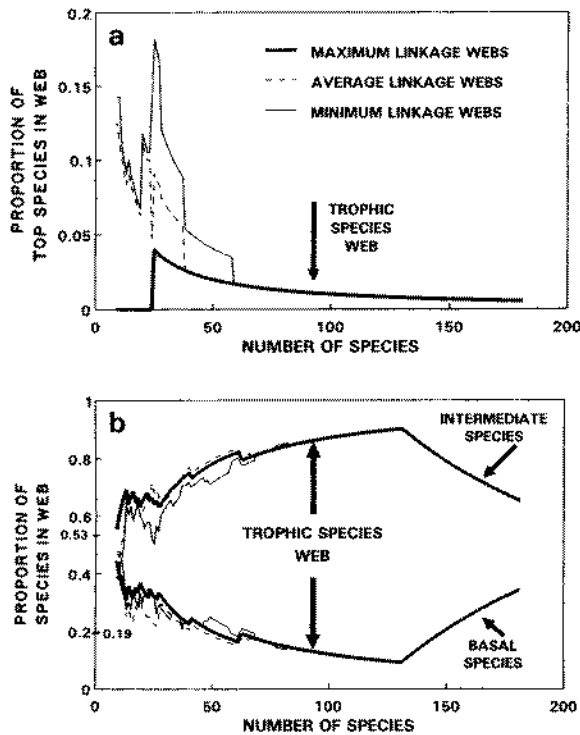 a
0.2
0.15
0.1
0.05
0
PROPORTION OF
TOP SPECIES IN WEB
MAXIMUM LINKAGE WEBS
AVERAGE LINKAGE WEBS
MINIMUM LINKAGE WEBS
TROPHIC
SPECIES
WEB
0 50 100 150 200
NUMBER OF SPECIES
b
1
0.8
0.6
0.53
0.4
0.2
0.19
0
PROPORTION OF
SPECIES IN WEB
INTERMEDIATE
SPECIES
TROPHIC SPECIES
WEB
BASAL
SPECIES
0 50 100 150 200
NUMBER OF SPECIES